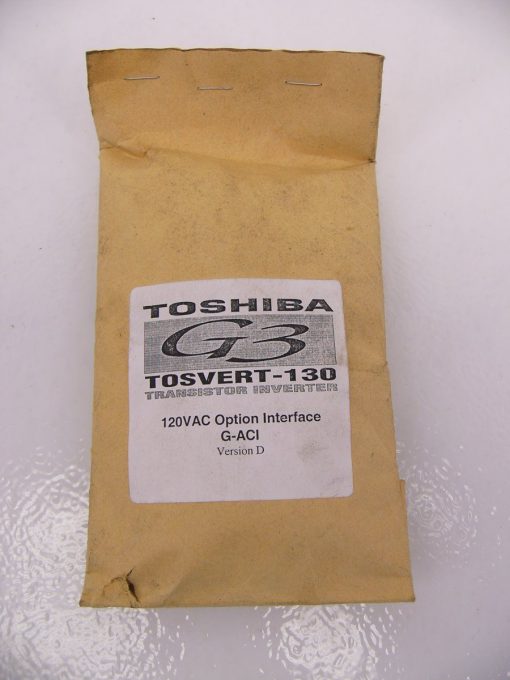 TOSHIBA
G3
TOSVERT-130
TRANSISTOR INVERTER
120VAC Option Interface
G-ACI
Version D